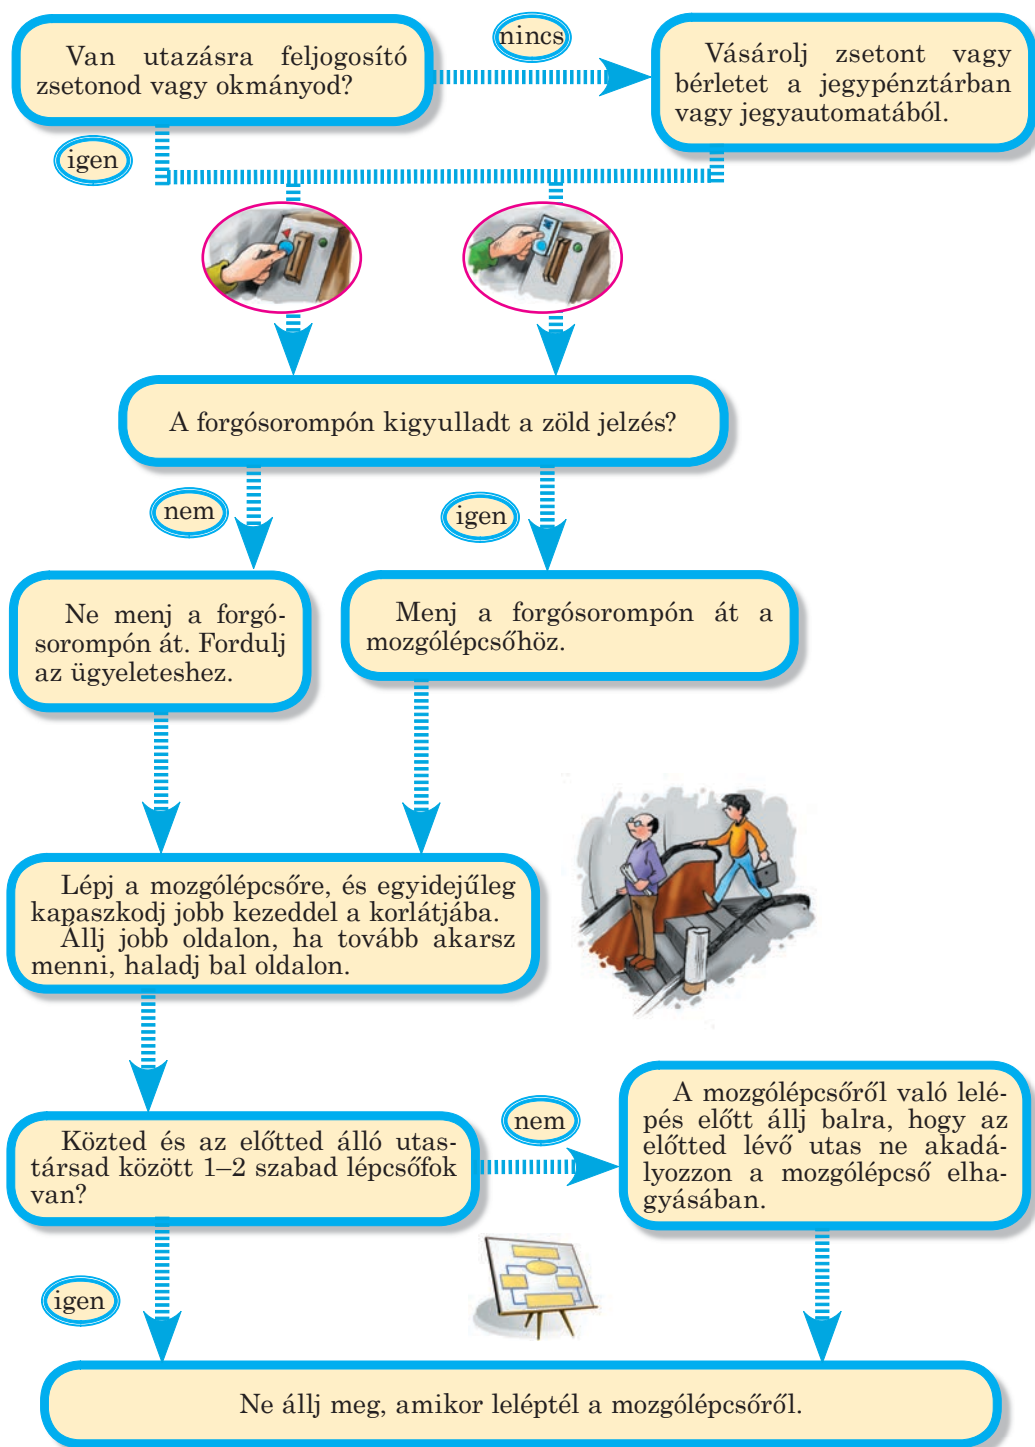 Van utazásra feljogosító
zsetonod vagy okmányod?
nincs
Vásárolj zsetont vagy
bérletet a jegypénztárban
vagy jegyautomatából.
igen
A forgósorompón kigyulladt a zöld jelzés?
nem
igen
Ne menj a forgó-
sorompón át. Fordulj
az ügyeleteshez.
Menj a forgósorompón át a
mozgólépcsőhöz.
Lépj a mozgólépcsőre, és egyidejűleg
kapaszkodj jobb kezeddel a korlátjába.
Állj jobb oldalon, ha tovább akarsz
menni, haladj bal oldalon.
Közted és az előtted álló utas-
társad között 1–2 szabad lépcsőfok
van?
nem
A mozgólépcsőről való lelé-
pés előtt állj balra, hogy az
előtted lévő utas ne akadá-
lyozzon a mozgólépcső elha-
gyásában.
igen
Ne állj meg, amikor leléptél a mozgólépcsőről.